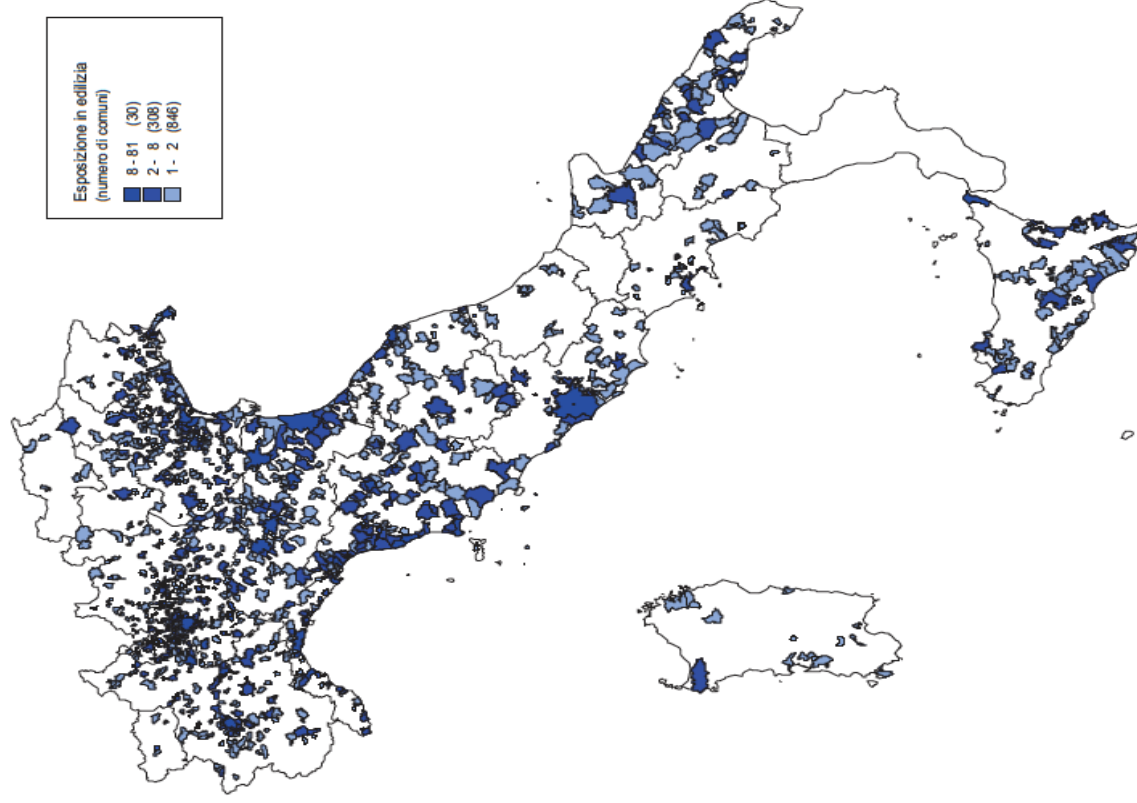 Esposizione in edilizia
(numero di comuni)
8 - 81 (30)
2 - 8 (308)
1 - 2 (846)